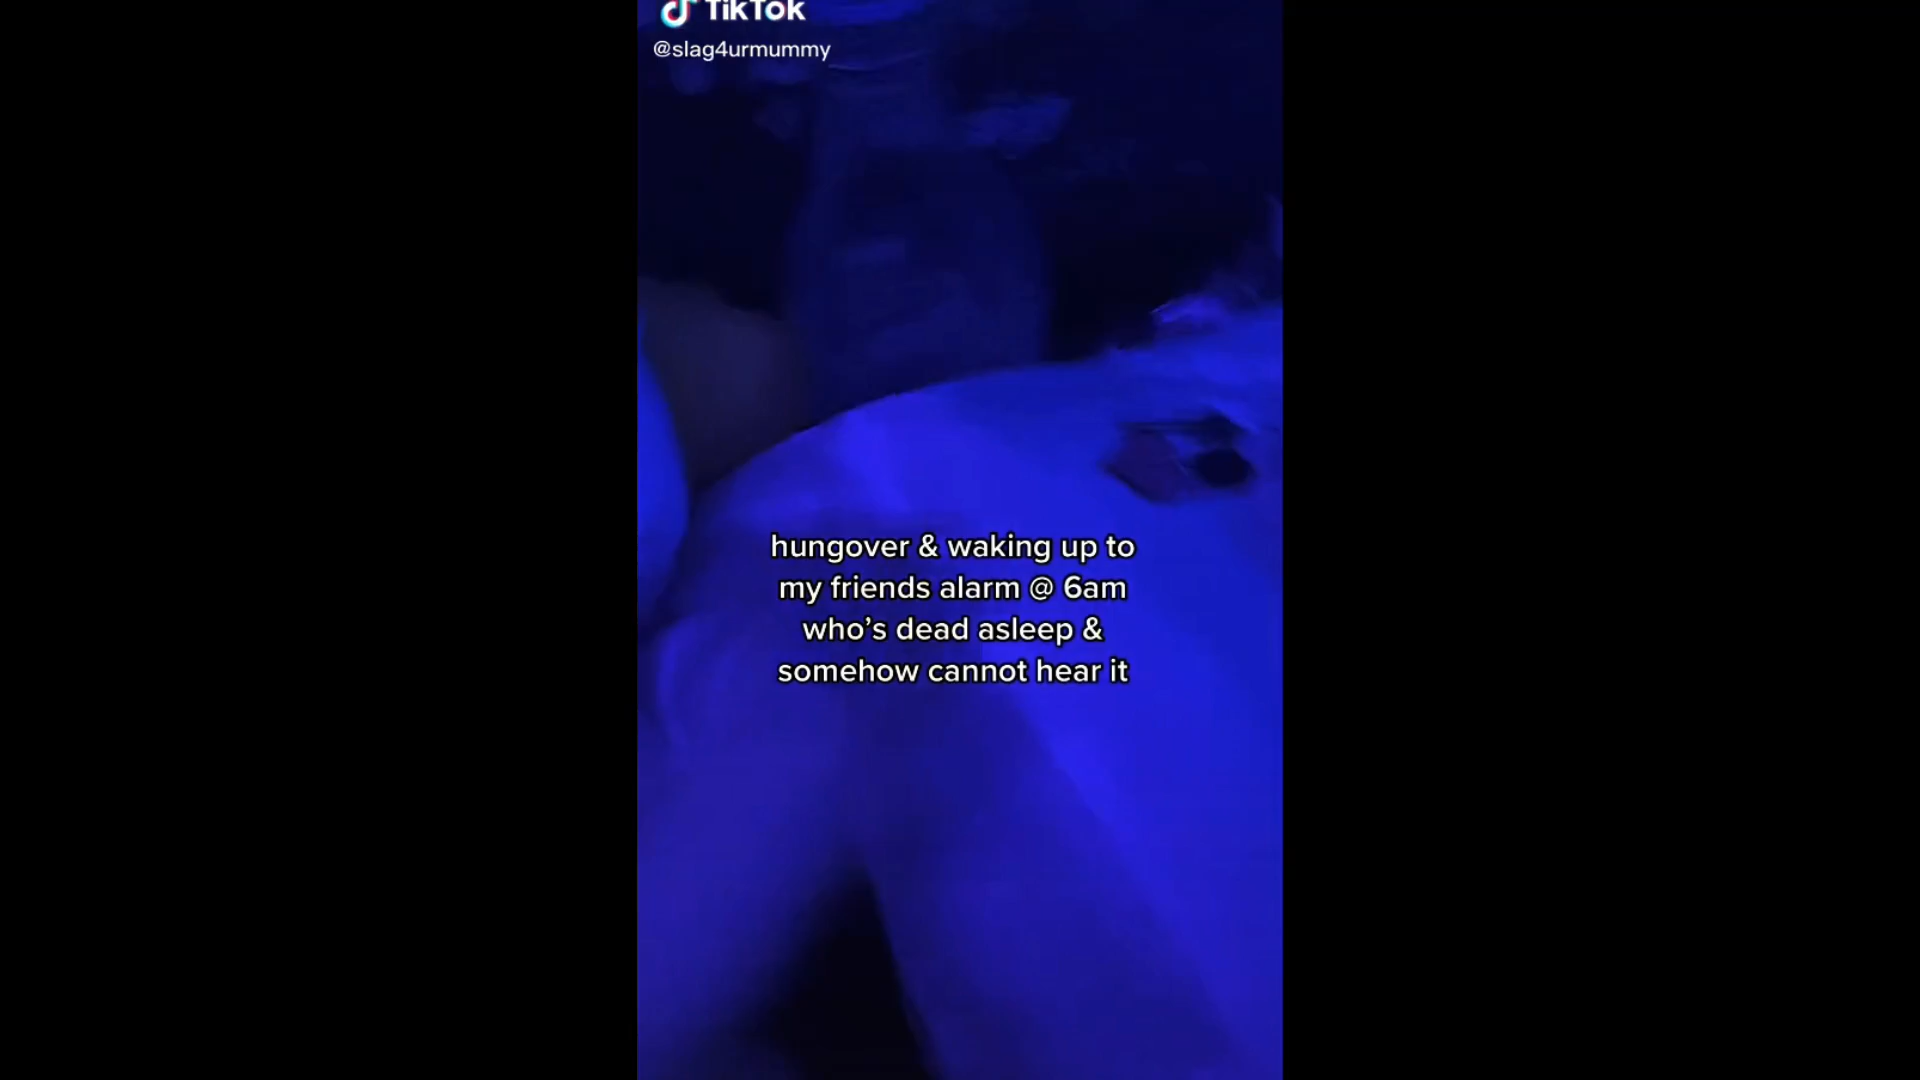 TikTok
@slag4urmummy
hungover & waking up to
my friends alarm @ 6am
who's dead asleep &
somehow cannot hear it